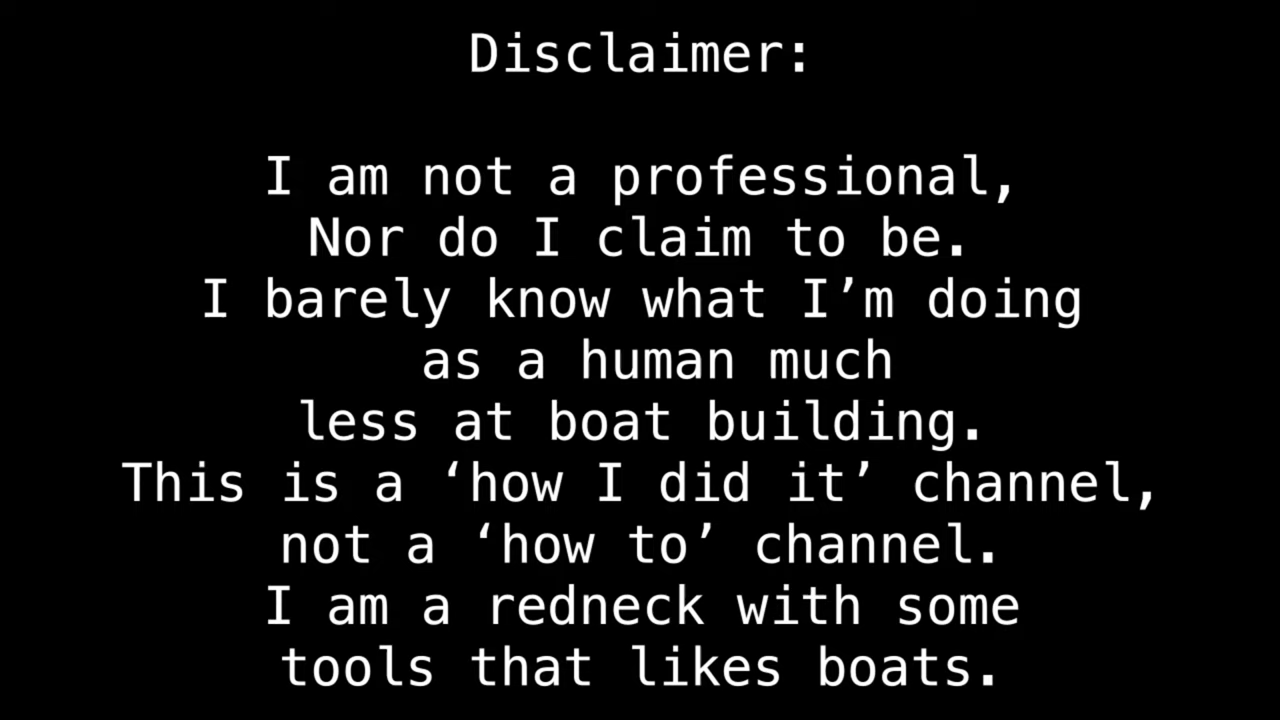 Disclaimer:
I am not a professional,
Nor do I claim to be.
I barely know what I’m doing
as a human much
less at boat building.
This is a ‘how I did it’ channel,
not a ‘how to’ channel.
I am a redneck with some
tools that likes boats.